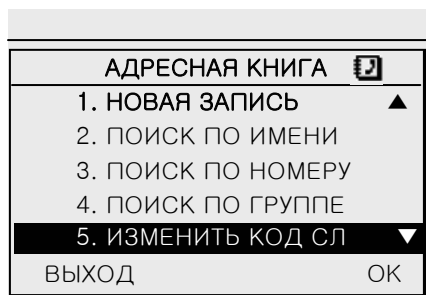 АДРЕСНАЯ КНИГА
1. НОВАЯ ЗАПИСЬ
2. ПОИСК ПО ИМЕНИ
3. ПОИСК ПО НОМЕРУ
4. ПОИСК ПО ГРУППЕ
5. ИЗМЕНИТЬ КОД СЛ
ВЫХОД OK